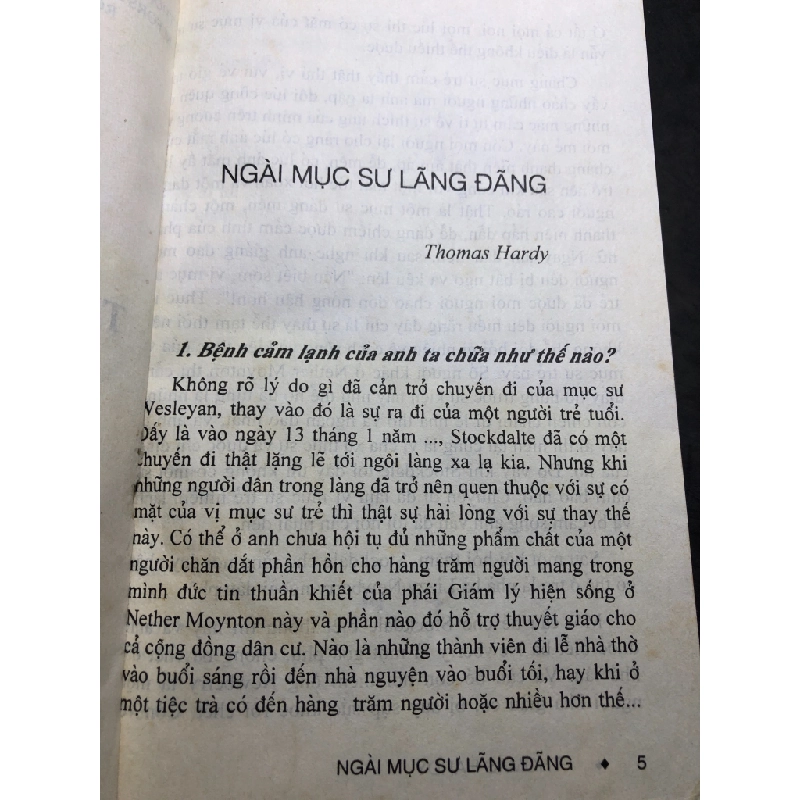 NGÀI MỤC SƯ LÃNG ĐÃNG
Thomas Hardy
1. Bệnh cảm lạnh của anh ta chữa như thế nào?
Không rõ lý do gì đã cản trở chuyến đi của mục sư
Wesleyan, thay vào đó là sự ra đi của một người trẻ tuổi.
Đấy là vào ngày 13 tháng 1 năm ..., Stockdalte đã có một
chuyến đi thật lặng lẽ tới ngôi làng xa lạ kia. Nhưng khi
những người dân trong làng đã trở nên quen thuộc với sự có
mặt của vị mục sư trẻ thì thật sự hài lòng với sự thay thế
này. Có thể ở anh chưa hội tụ đủ những phẩm chất của một
người chăn dắt phần hồn cho hàng trăm người mang trong
mình đức tin thuần khiết của phái Giám lý hiện sống ở
Nether Moynton này và phần nào đó hỗ trợ thuyết giáo cho
cả cộng đồng dân cư. Nào là những thành viên đi lễ nhà thờ
vào buổi sáng rồi đến nhà nguyện vào buổi tối, hay khi ở
một tiệc trà có đến hàng trăm người hoặc nhiều hơn thế...
NGÀI MỤC SƯ LÃNG ĐÃNG ♦ 5